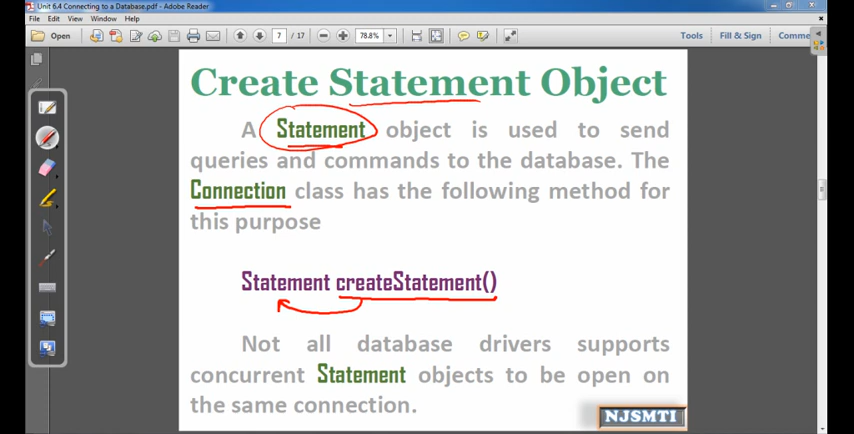 Unit 6.4 Connecting to a Database.pdf - Adobe Reader
File Edit View Window Help
Open 7 / 17 78.8% Tools Fill & Sign Comme
Create Statement Object
A Statement object is used to send
queries and commands to the database. The
Connection class has the following method for
this purpose
Statement createStatement()
Not all database drivers supports
concurrent Statement objects to be open on
the same connection.
NJSMTI